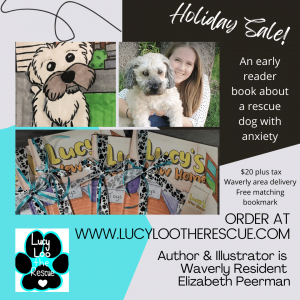 Holiday Sale!
An early
reader
book about
a rescue
dog with
anxiety
Lucy's
New Home
Lucy's
$20 plus tax
Waverly area delivery
Free matching
bookmark
ORDER AT
WWW.LUCYLOOTHERESCUE.COM
Lucy
Loo
the
Rescue
Author & Illustrator is
Waverly Resident
Elizabeth Peerman